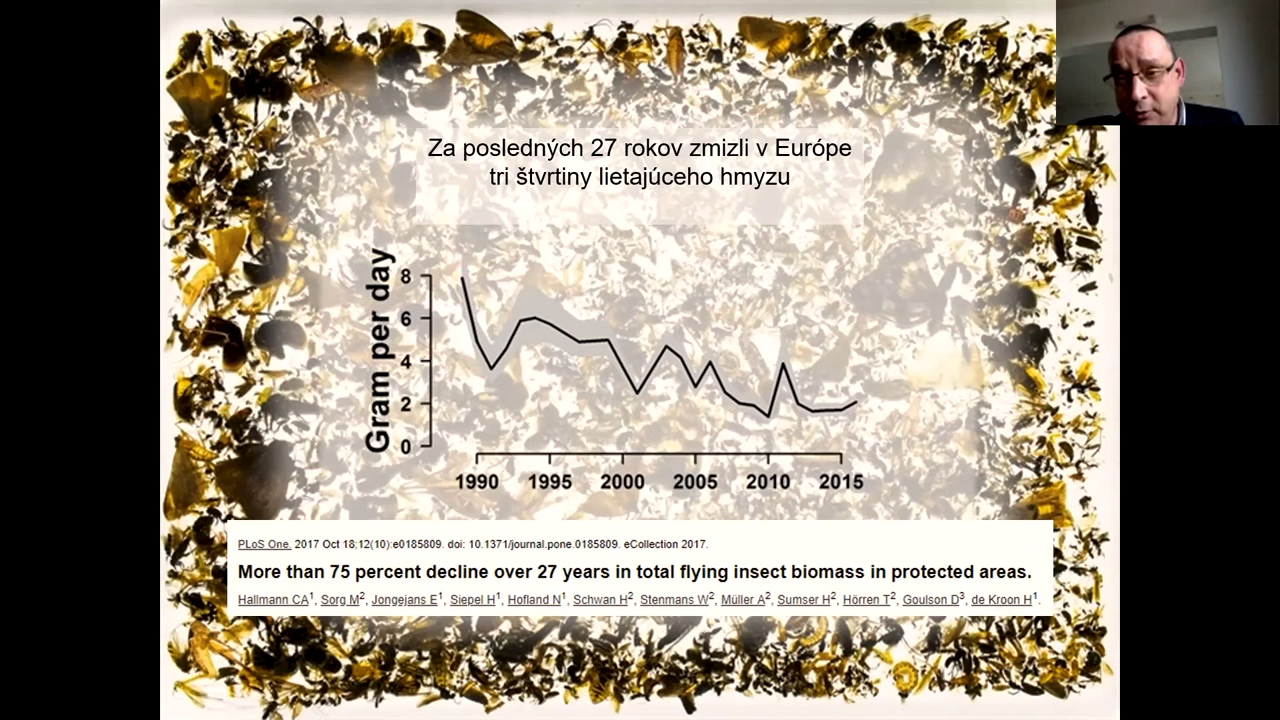 Za posledných 27 rokov zmizli v Európe
tri štvrtiny lietajúceho hmyzu
Gram per day
8
6
4
2
0
1990 1995 2000 2005 2010 2015
PLoS One. 2017 Oct 18;12(10):e0185809. doi: 10.1371/journal.pone.0185809. eCollection 2017.
More than 75 percent decline over 27 years in total flying insect biomass in protected areas.
Hallmann CA1, Sorg M2, Jongejans E1, Siepel H1, Hofland N1, Schwan H2, Stenmans W2, Müller A2, Sumser H2, Hörren T2, Goulson D3, de Kroon H1.